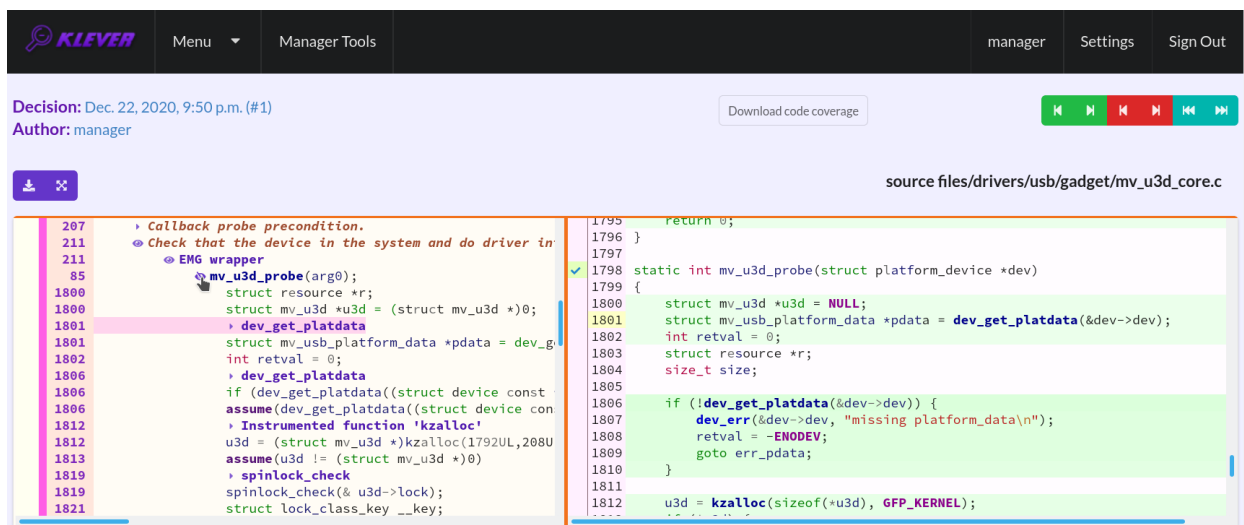 KLEVER Menu Manager Tools manager Settings Sign Out
Decision: Dec. 22, 2020, 9:50 p.m. (#1)
Author: manager
Download code coverage
source files/drivers/usb/gadget/mv_u3d_core.c
207 Callback probe precondition.
211 Check that the device in the system and do driver in
211 EMG wrapper
85 mv_u3d_probe(arg0);
1800 struct resource *r;
1800 struct mv_u3d *u3d = (struct mv_u3d *)0;
1801 dev_get_platdata
1801 struct mv_usb_platform_data *pdata = dev_g
1802 int retval = 0;
1806 dev_get_platdata
1806 if (dev_get_platdata((struct device const
1806 assume(dev_get_platdata((struct device con
1812 Instrumented function 'kzalloc'
1812 u3d = (struct mv_u3d *)kzalloc(1792UL,208U
1813 assume(u3d != (struct mv_u3d *)0)
1819 spinlock_check
1819 spinlock_check(& u3d->lock);
1821 struct lock_class_key __key;
1795 return 0;
1796 }
1797
1798 static int mv_u3d_probe(struct platform_device *dev)
1799 {
1800 struct mv_u3d *u3d = NULL;
1801 struct mv_usb_platform_data *pdata = dev_get_platdata(&dev->dev);
1802 int retval = 0;
1803 struct resource *r;
1804 size_t size;
1805
1806 if (!dev_get_platdata(&dev->dev)) {
1807 dev_err(&dev->dev, "missing platform_data\n");
1808 retval = -ENODEV;
1809 goto err_pdata;
1810 }
1811
1812 u3d = kzalloc(sizeof(*u3d), GFP_KERNEL);